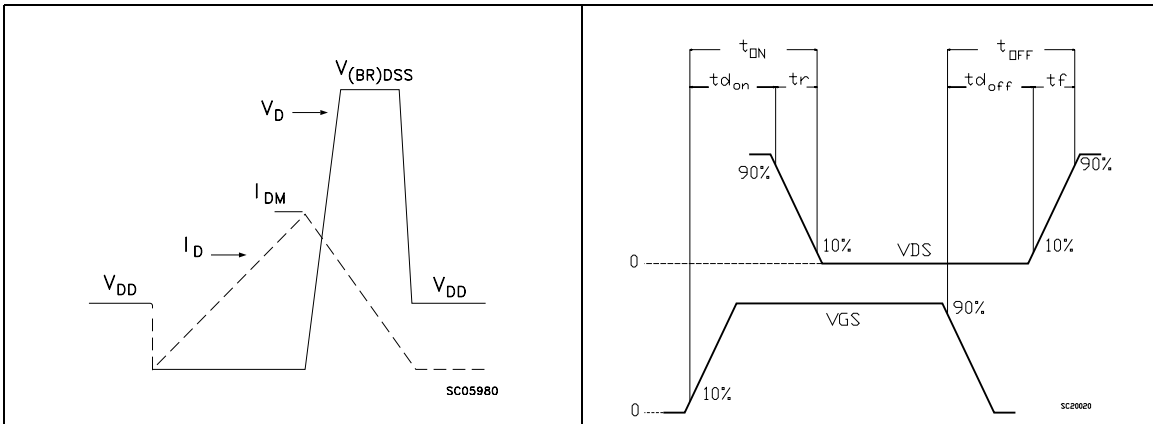 V(BR)DSS
VD
IDM
ID
VDD
VDD
SC05980
tON
tOFF
tdon
tr
tdoff
tf
90%
90%
10%
VDS
10%
0
VGS
90%
10%
0
SC20020